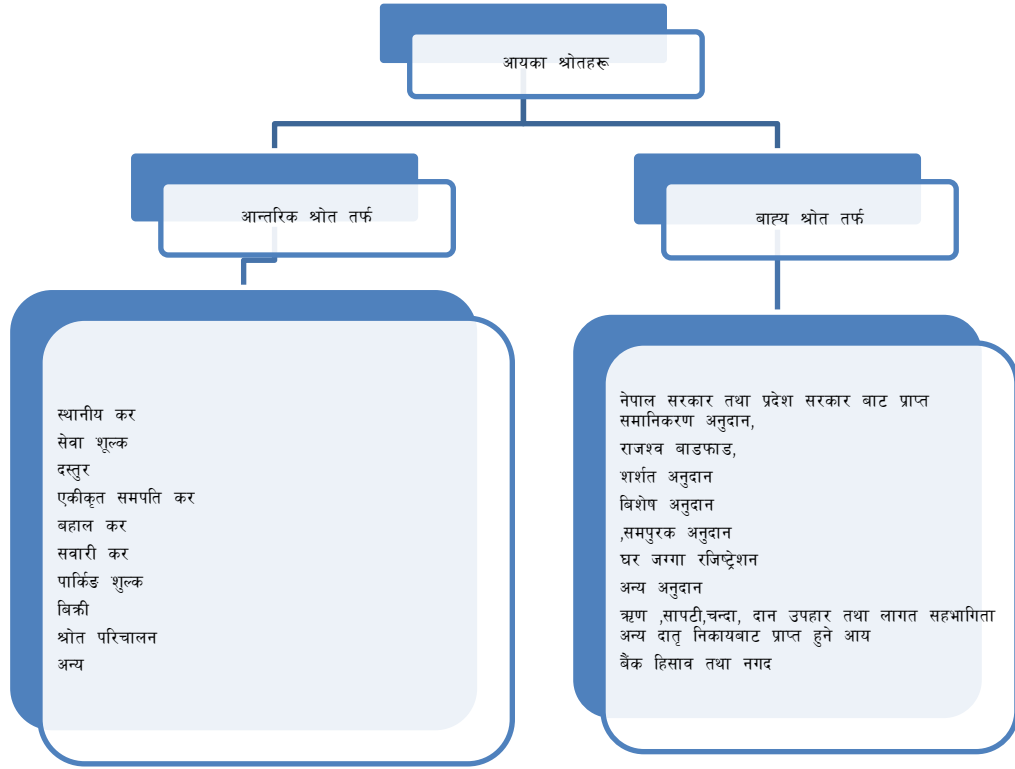 आयका श्रोतहरू
आन्तरिक श्रोत तर्फ
बाह्य श्रोत तर्फ
स्थानीय कर
सेवा शूल्क
दस्तुर
एकीकृत समपति कर
बहाल कर
सवारी कर
पार्किङ शुल्क
बिक्री
श्रोत परिचालन
अन्य
नेपाल सरकार तथा प्रदेश सरकार बाट प्राप्त
समानिकरण अनुदान,
राजश्व बाडफाड,
शर्शत अनुदान
बिशेष अनुदान
,समपुरक अनुदान
घर जग्गा रजिष्ट्रेशन
अन्य अनुदान
ऋण ,सापटी,चन्दा, दान उपहार तथा लागत सहभागिता
अन्य दातृ निकायबाट प्राप्त हुने आय
बैंक हिसाव तथा नगद